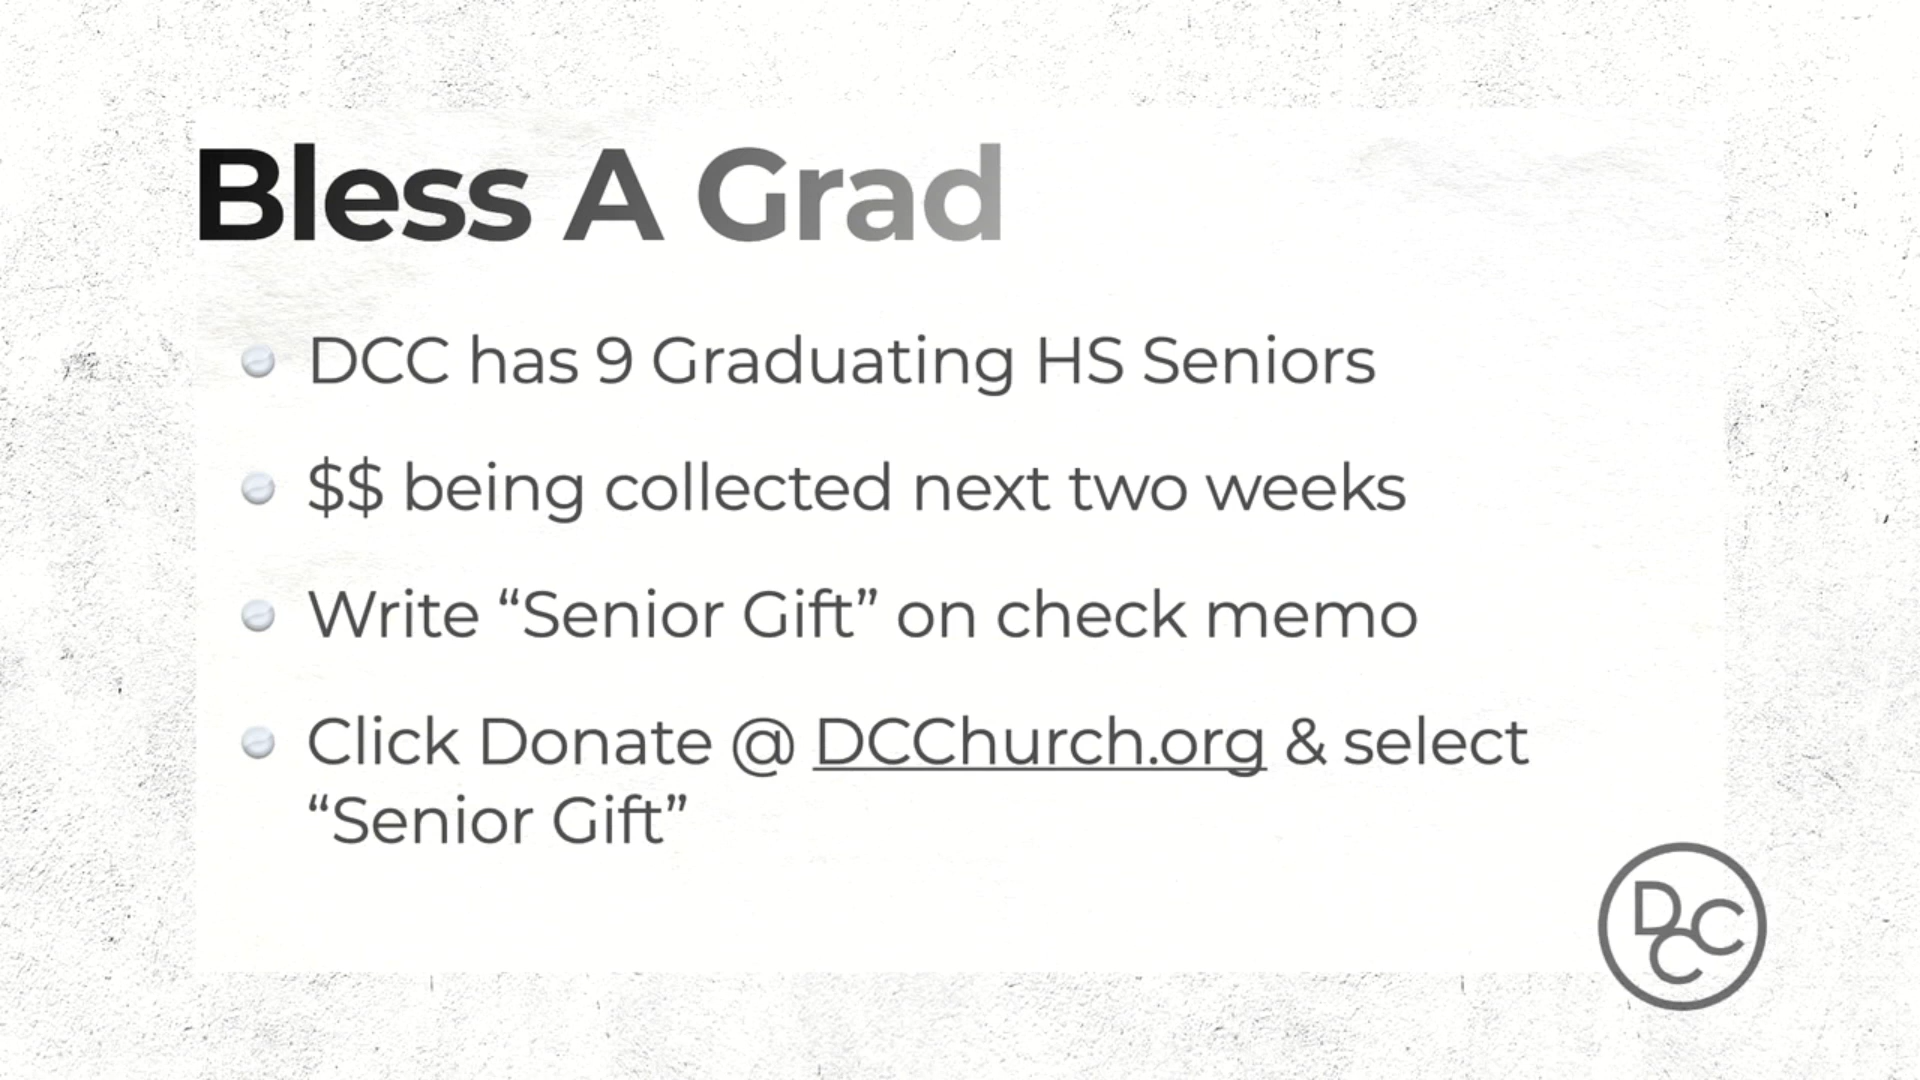 Bless A Grad
DCC has 9 Graduating HS Seniors
$$ being collected next two weeks
Write “Senior Gift” on check memo
Click Donate @ DCChurch.org & select
“Senior Gift”
DCC